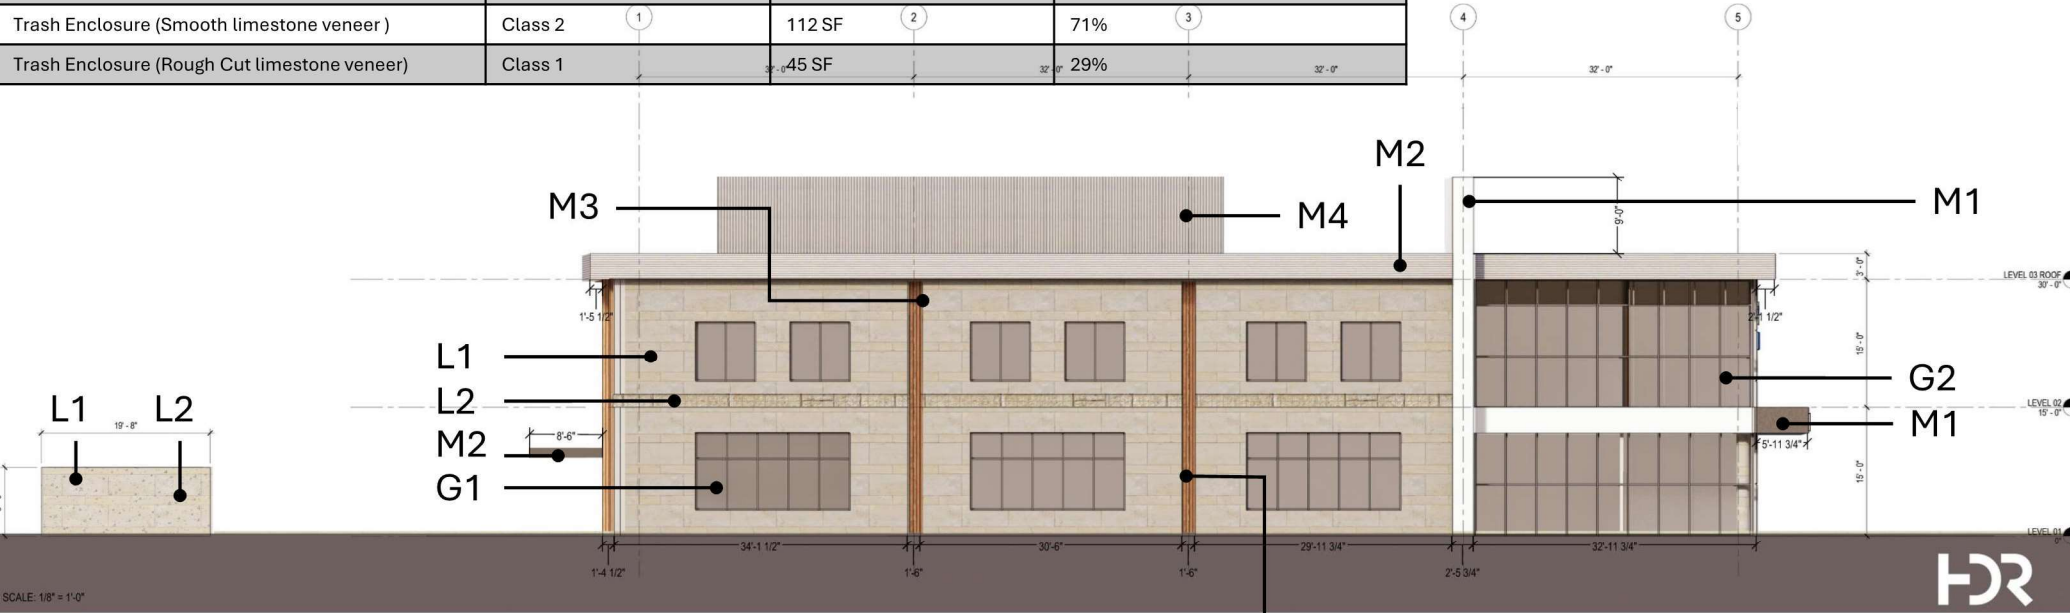 Trash Enclosure (Smooth limestone veneer ) Class 2 112 SF 71%
Trash Enclosure (Rough Cut limestone veneer) Class 1 45 SF 29%
1 2 3 4 5
32' - 0" 32' - 0" 32' - 0" 32' - 0"
M2
M3
M4
M1
9'-0"
3'- 0"
LEVEL 03 ROOF
30' - 0"
1'-5 1/2"
2'-1 1/2"
15' - 0"
L1
G2
L2
LEVEL 02
15' - 0"
L1 L2
19' - 8"
8'-6"
M2
M1
5'-11 3/4"
G1
15'- 0"
LEVEL 01
0"
34'-1 1/2" 30'-6" 29'-11 3/4" 32'-11 3/4"
1'-4 1/2" 1'-6" 1'-6" 2'-5 3/4"
SCALE: 1/8" = 1'-0"
HDR